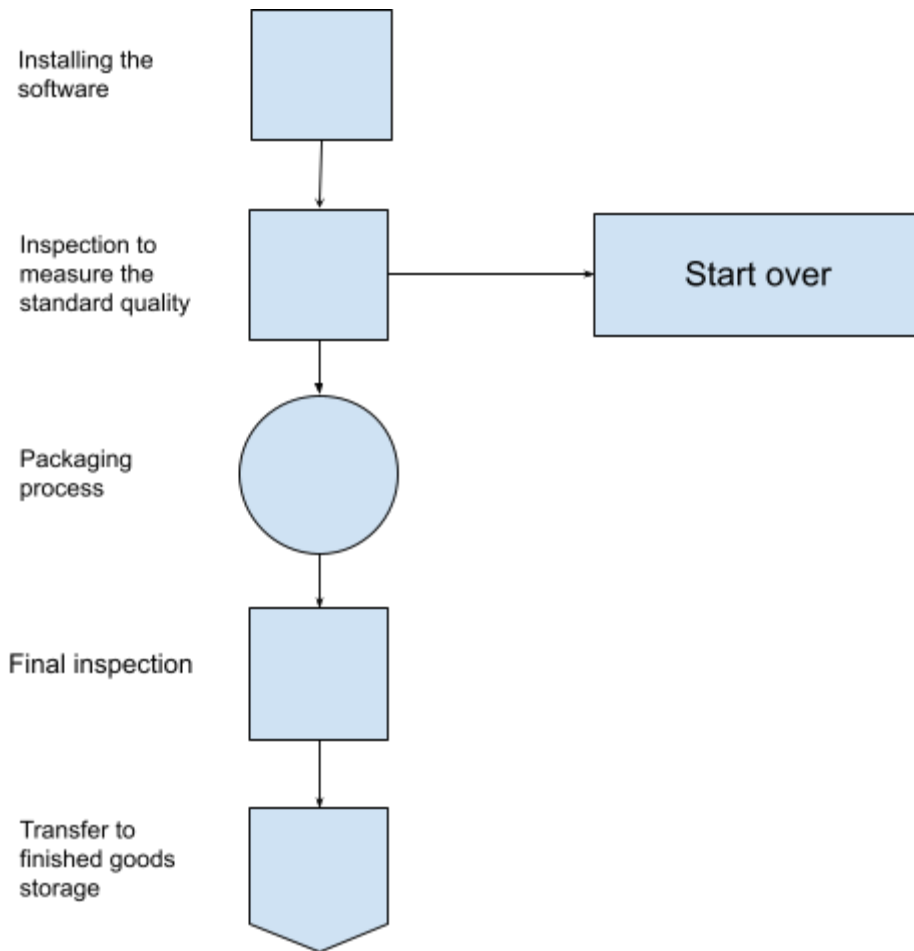 Installing the
software
Inspection to
measure the
standard quality
Start over
Packaging
process
Final inspection
Transfer to
finished goods
storage